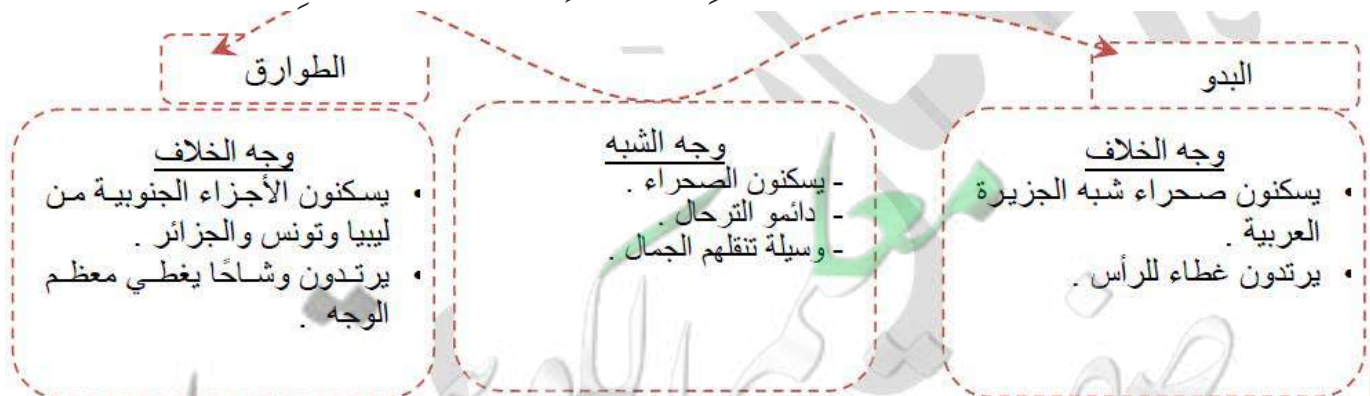 البدو
وجه الخلاف
• يسكنون صحراء شبه الجزيرة
العربية .
• يرتدون غطاء للرأس .
وجه الشبه
- يسكنون الصحراء .
- دائمو الترحال .
- وسيلة تنقلهم الجمال .
الطوارق
وجه الخلاف
• يسكنون الأجزاء الجنوبية من
ليبيا وتونس والجزائر .
• يرتدون وشاحًا يغطي معظم
الوجه .